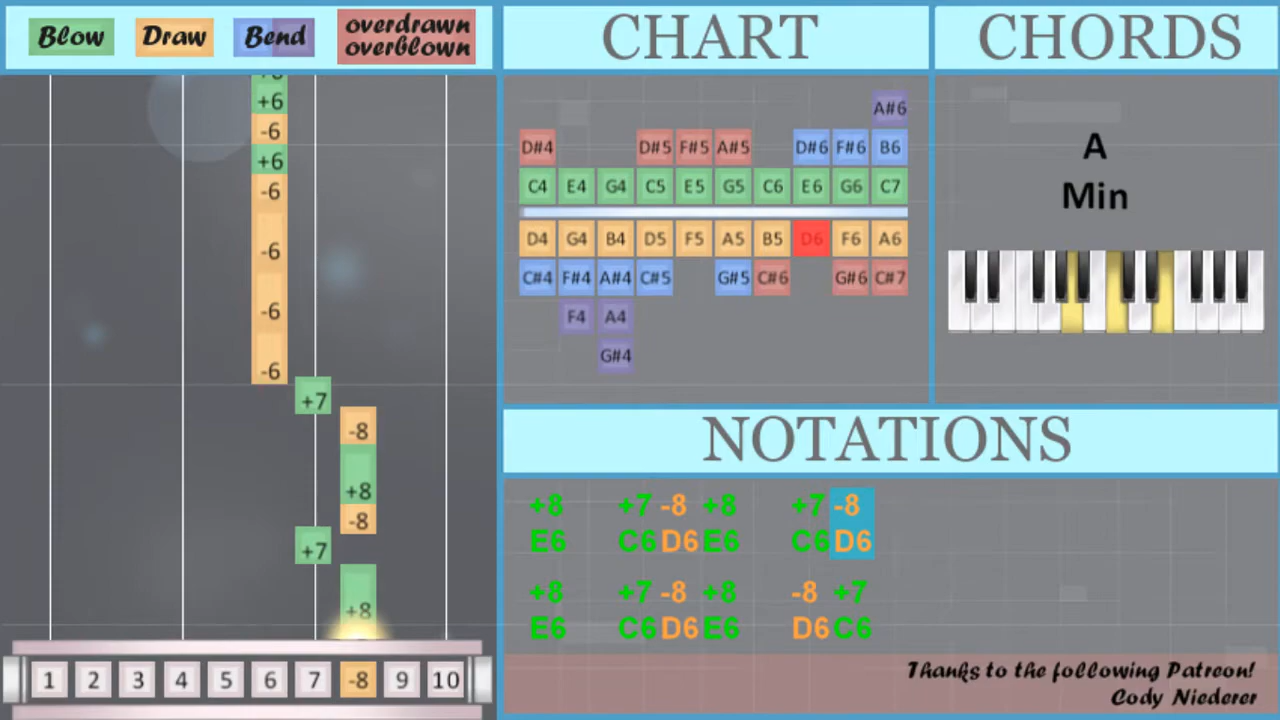 Blow Draw Bend overdrawn
overblown
CHART
CHORDS
+6
-6
+6
-6
-6
-6
-6
+7
-8
+8
-8
+7
+8
1 2 3 4 5 6 7 -8 9 10
A#6
D#4 D#5 F#5 A#5 D#6 F#6 B6
C4 E4 G4 C5 E5 G5 C6 E6 G6 C7
D4 G4 B4 D5 F5 A5 B5 D6 F6 A6
C#4 F#4 A#4 C#5 G#5 C#6 G#6 C#7
F4 A4
G#4
A
Min
NOTATIONS
+8 +7 -8 +8 +7 -8
E6 C6 D6 E6 C6 D6
+8 +7 -8 +8 -8 +7
E6 C6 D6 E6 D6 C6
Thanks to the following Patreon!
Cody Niederer